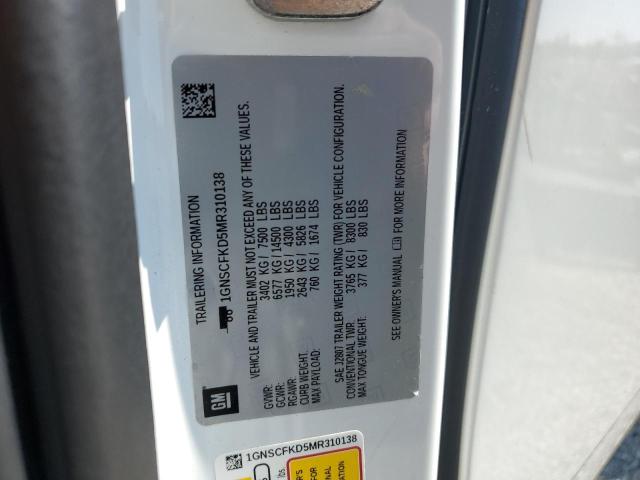 TRAILERING INFORMATION
1GNSCFKD5MR310138
VEHICLE AND TRAILER MUST NOT EXCEED ANY OF THESE VALUES.
GVWR: 3402 KG / 7500 LBS
GCWR: 6577 KG / 14500 LBS
RGAWR: 1950 KG / 4300 LBS
CURB WEIGHT: 2643 KG / 5826 LBS
MAX PAYLOAD: 760 KG / 1674 LBS
SAE J2807 TRAILER WEIGHT RATING (TWR) FOR VEHICLE CONFIGURATION.
CONVENTIONAL TWR: 3765 KG / 8300 LBS
MAX TONGUE WEIGHT: 377 KG / 830 LBS
SEE OWNER'S MANUAL FOR MORE INFORMATION
GM
1GNSCFKD5MR310138
lbs